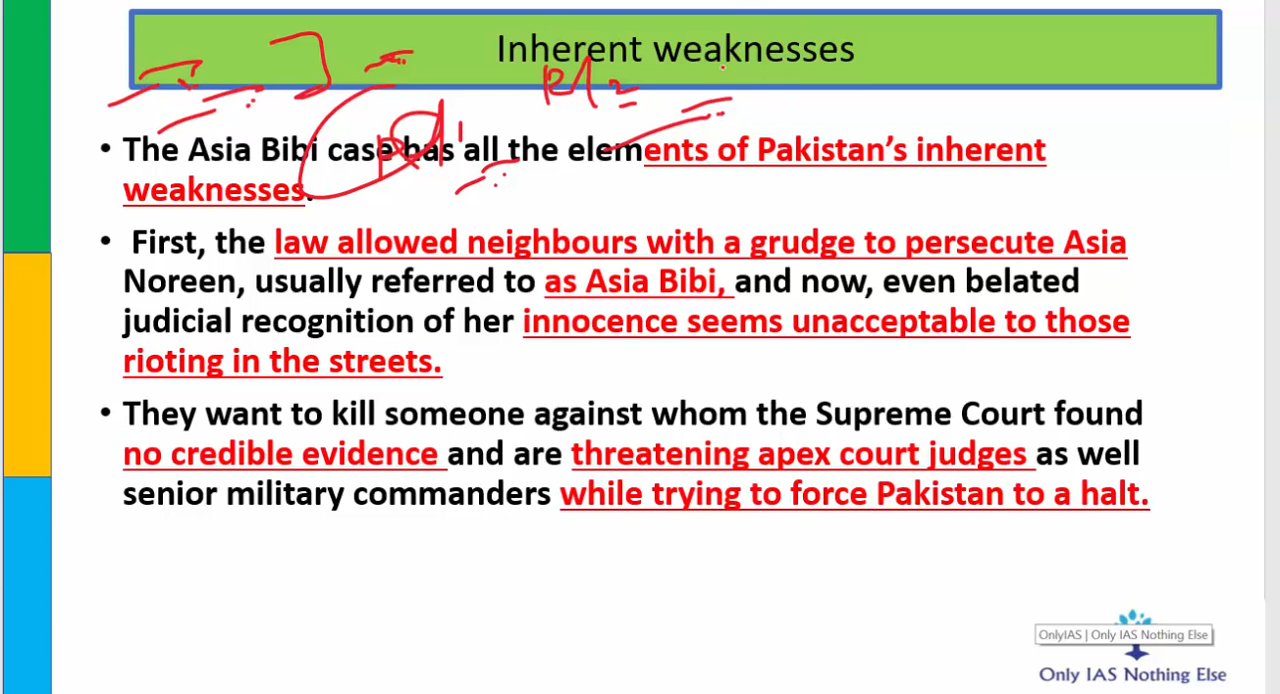 Inherent weaknesses
• The Asia Bibi case has all the elements of Pakistan’s inherent
weaknesses.
• First, the law allowed neighbours with a grudge to persecute Asia
Noreen, usually referred to as Asia Bibi, and now, even belated
judicial recognition of her innocence seems unacceptable to those
rioting in the streets.
• They want to kill someone against whom the Supreme Court found
no credible evidence and are threatening apex court judges as well
senior military commanders while trying to force Pakistan to a halt.
OnlyIAS | Only IAS Nothing Else
Only IAS Nothing Else